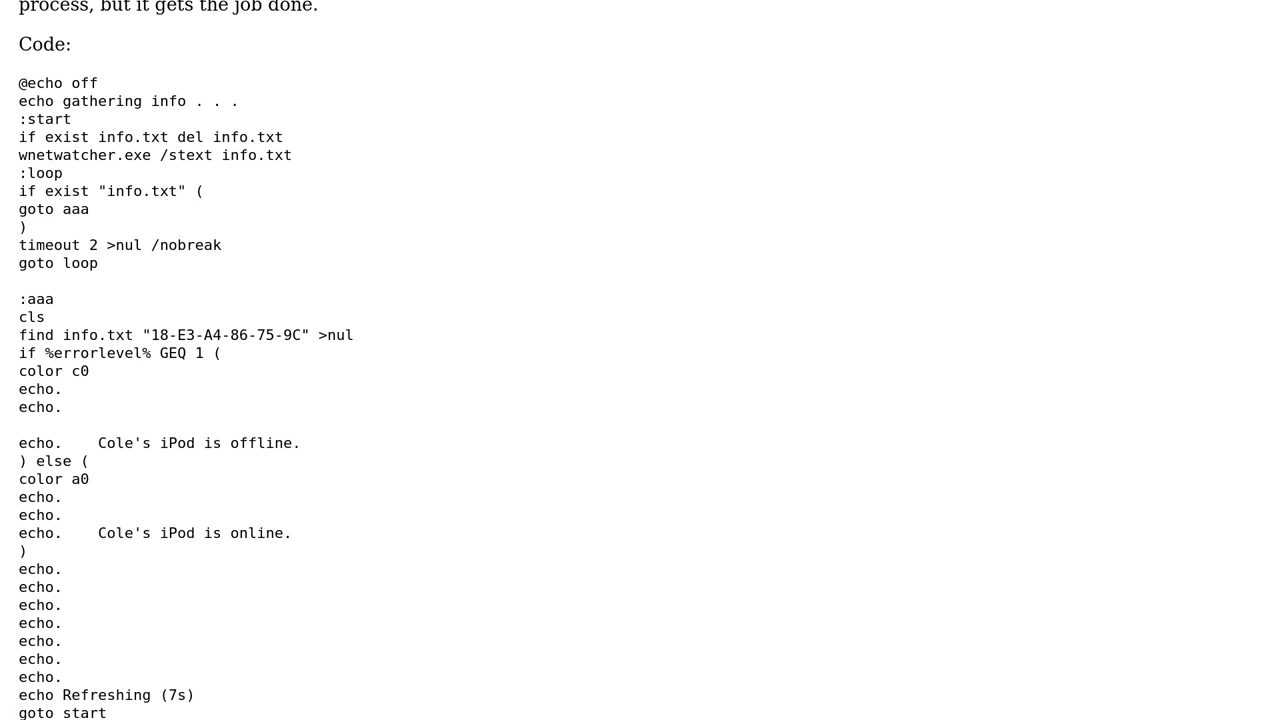 process, but it gets the job done.
Code:
@echo off
echo gathering info . . .
:start
if exist info.txt del info.txt
wnetwatcher.exe /stext info.txt
:loop
if exist "info.txt" (
goto aaa
)
timeout 2 >nul /nobreak
goto loop
:aaa
cls
find info.txt "18-E3-A4-86-75-9C" >nul
if %errorlevel% GEQ 1 (
color c0
echo.
echo.
echo.    Cole's iPod is offline.
) else (
color a0
echo.
echo.
echo.    Cole's iPod is online.
)
echo.
echo.
echo.
echo.
echo.
echo.
echo.
echo Refreshing (7s)
goto start